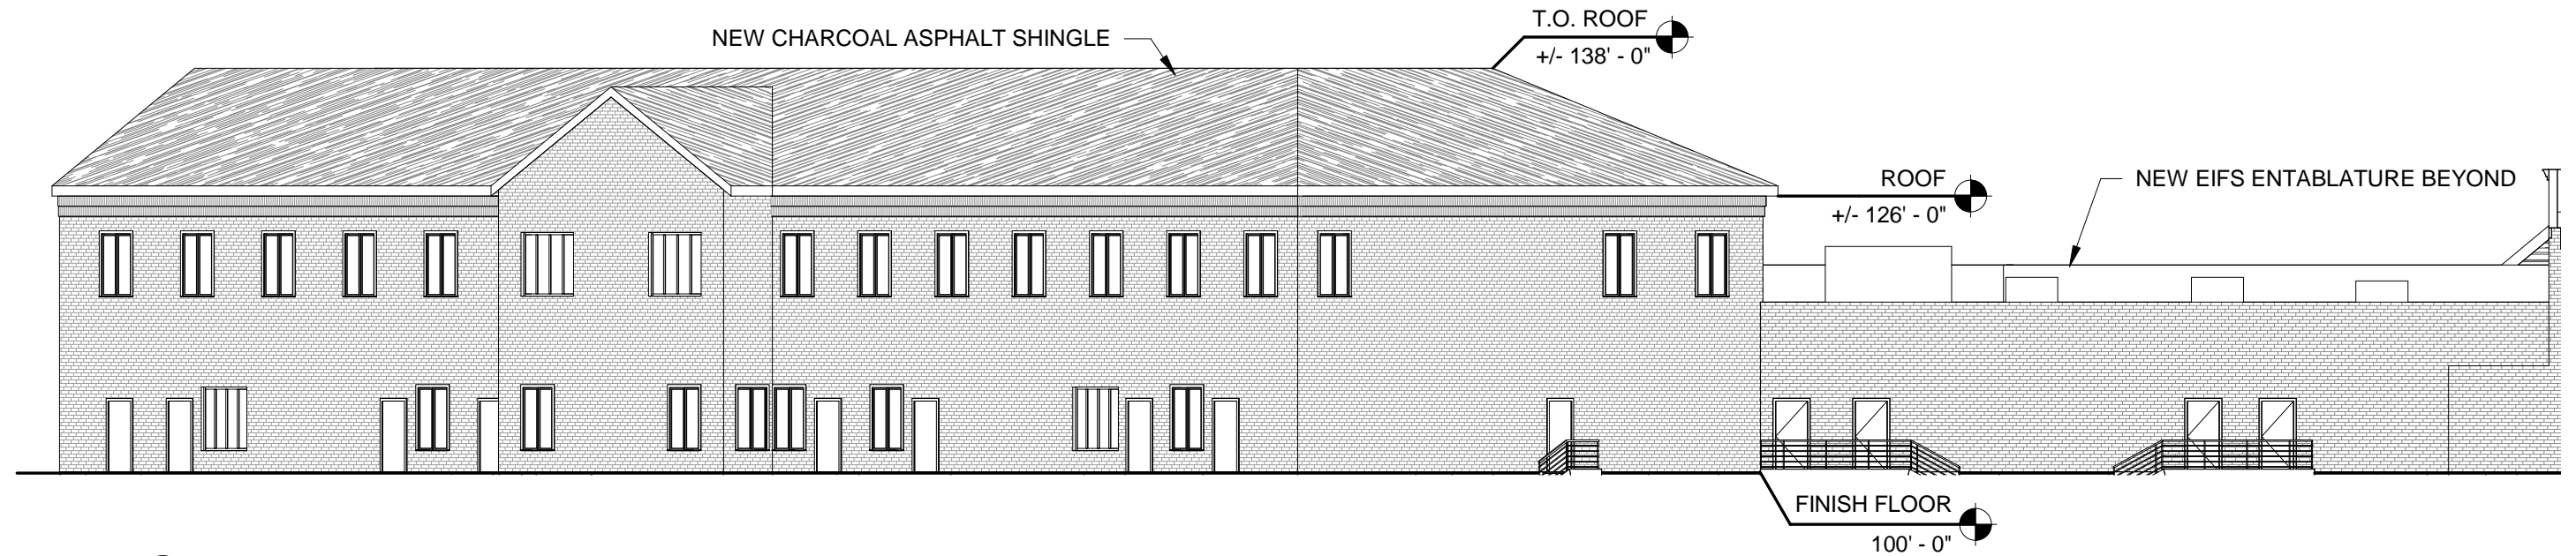 T.O. ROOF
+/- 138' - 0"
NEW CHARCOAL ASPHALT SHINGLE
ROOF
+/- 126' - 0"
NEW EIFS ENTABLATURE BEYOND
FINISH FLOOR
100' - 0"